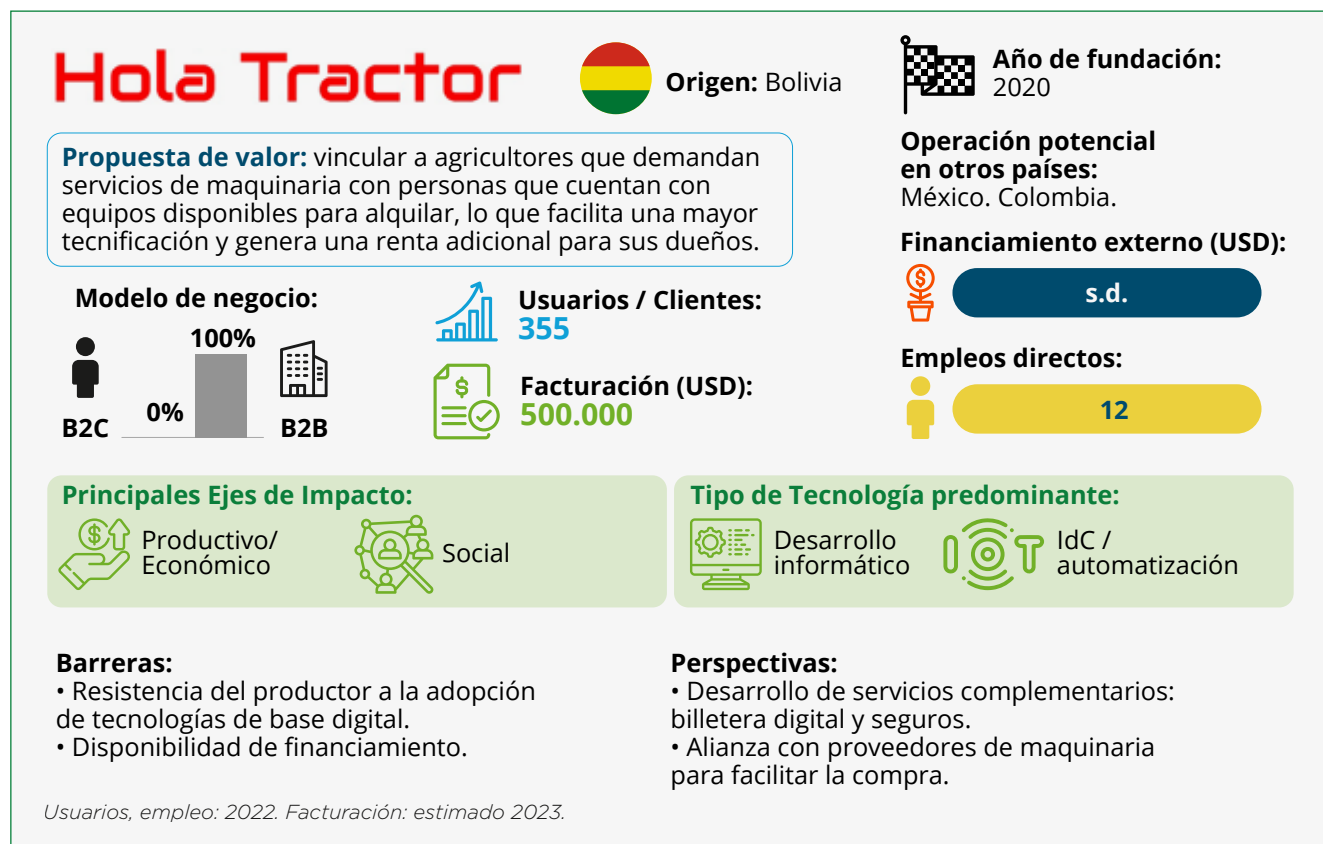 Hola Tractor
Origen: Bolivia
Año de fundación:
2020
Propuesta de valor: vincular a agricultores que demandan
servicios de maquinaria con personas que cuentan con
equipos disponibles para alquilar, lo que facilita una mayor
tecnificación y genera una renta adicional para sus dueños.
Operación potencial
en otros países:
México. Colombia.
Financiamiento externo (USD):
s.d.
Modelo de negocio:
100%
0%
B2C
B2B
Usuarios / Clientes:
355
Facturación (USD):
500.000
Empleos directos:
12
Principales Ejes de Impacto:
Productivo/
Económico
Social
Tipo de Tecnología predominante:
Desarrollo
informático
IoT
IdC /
automatización
Barreras:
• Resistencia del productor a la adopción
de tecnologías de base digital.
• Disponibilidad de financiamiento.
Perspectivas:
• Desarrollo de servicios complementarios:
billetera digital y seguros.
• Alianza con proveedores de maquinaria
para facilitar la compra.
Usuarios, empleo: 2022. Facturación: estimado 2023.